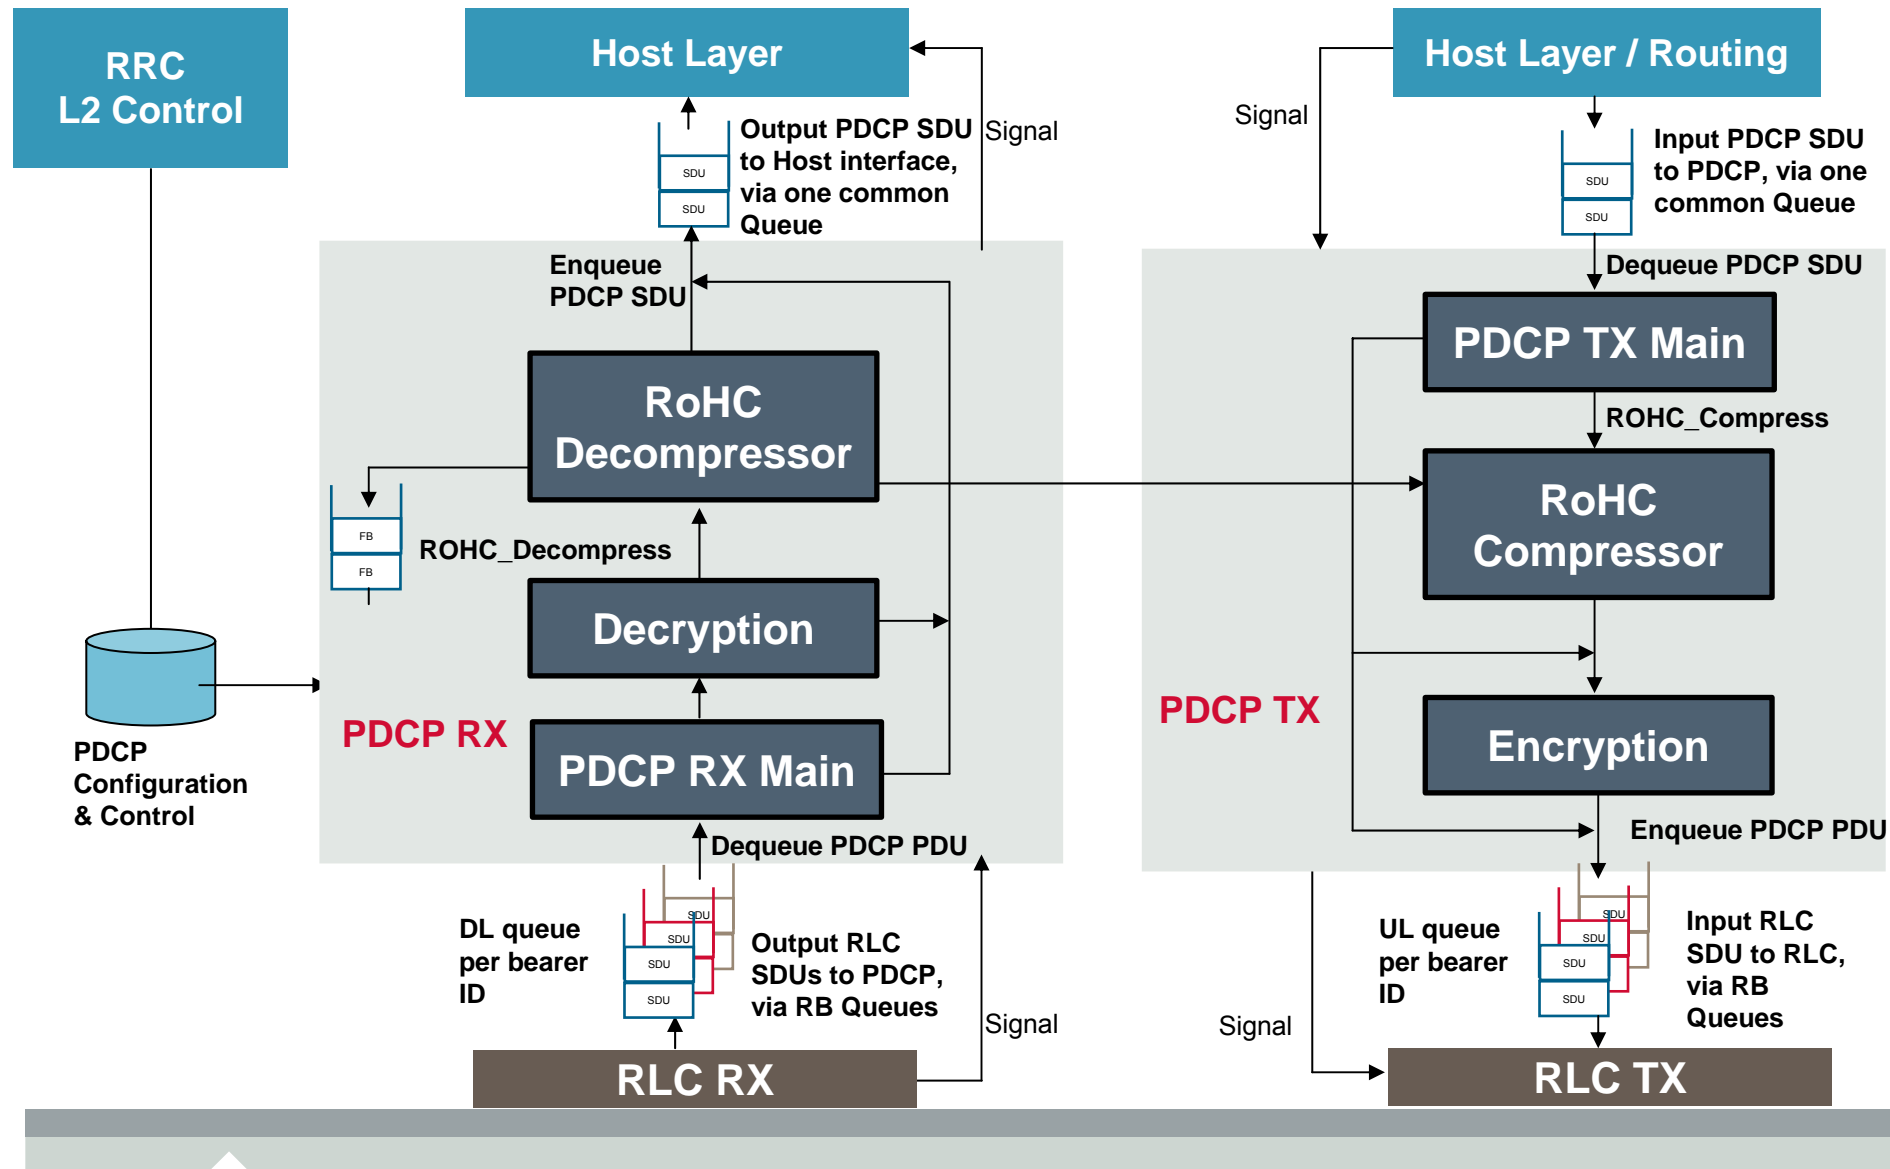 RRC
L2 Control
Host Layer
Host Layer / Routing
Signal
Signal
Output PDCP SDU
to Host interface,
via one common
Queue
SDU
SDU
Input PDCP SDU
to PDCP, via one
common Queue
SDU
SDU
Enqueue
PDCP SDU
Dequeue PDCP SDU
PDCP TX Main
ROHC_Compress
RoHC
Decompressor
RoHC
Compressor
FB
FB
ROHC_Decompress
Decryption
PDCP RX
PDCP TX
PDCP RX Main
Encryption
PDCP
Configuration
& Control
Dequeue PDCP PDU
Enqueue PDCP PDU
DL queue
per bearer
ID
SDU
SDU
SDU
SDU
Output RLC
SDUs to PDCP,
via RB Queues
Signal
UL queue
per bearer
ID
SDU
SDU
SDU
SDU
Input RLC
SDU to RLC,
via RB
Queues
Signal
RLC RX
RLC TX